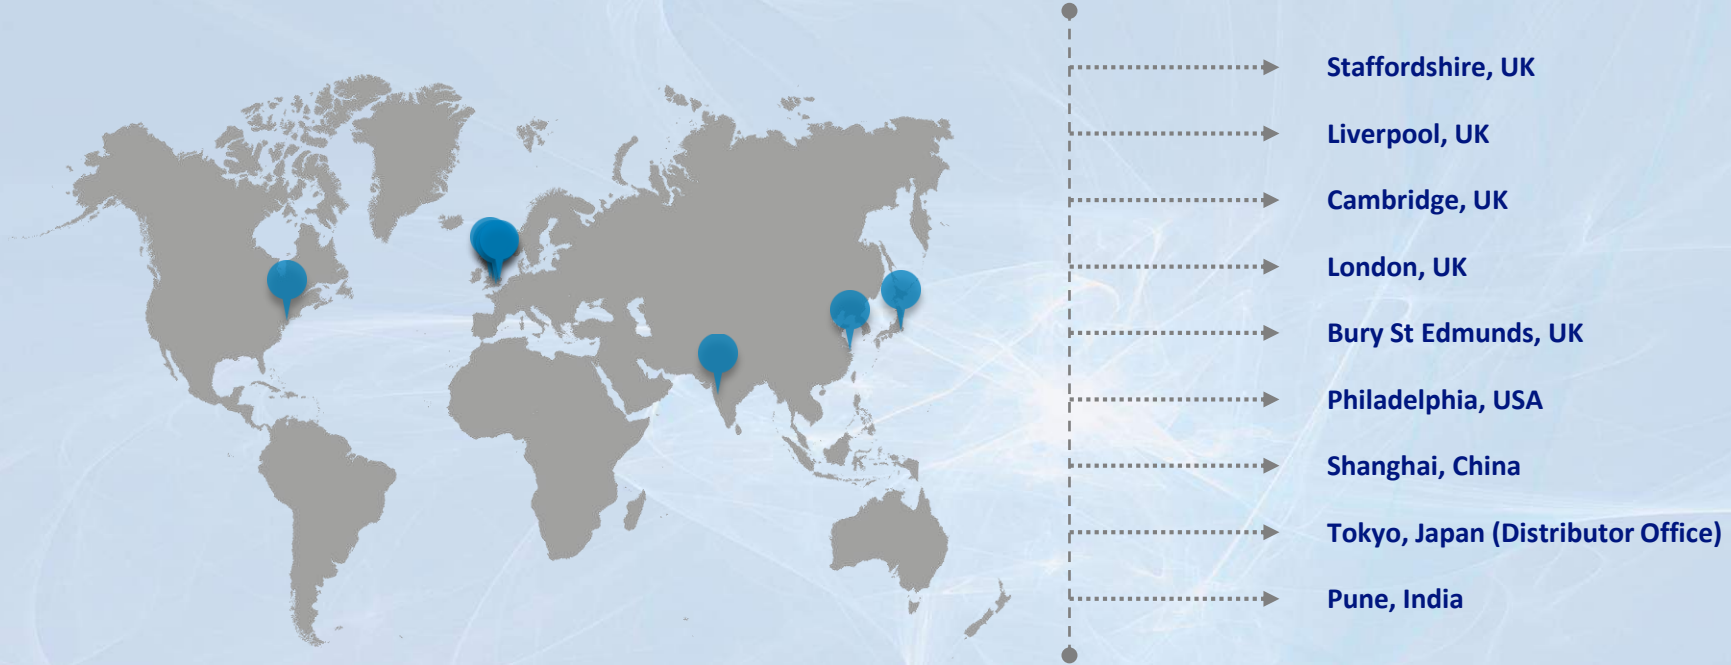 Staffordshire, UK
Liverpool, UK
Cambridge, UK
London, UK
Bury St Edmunds, UK
Philadelphia, USA
Shanghai, China
Tokyo, Japan (Distributor Office)
Pune, India